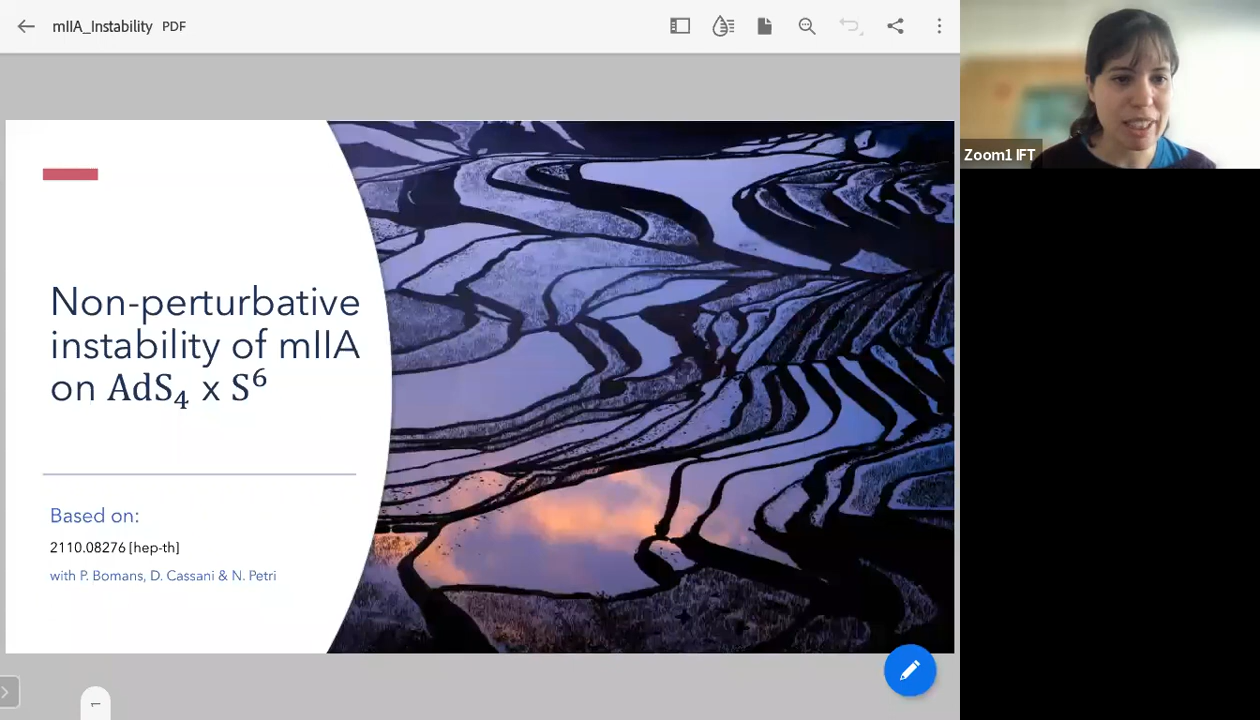 mIIA_Instability PDF
Zoom1 IFT
Non-perturbative
instability of mIIA
on AdS₄ x S⁶
Based on:
2110.08276 [hep-th]
with P. Bomans, D. Cassani & N. Petri
1